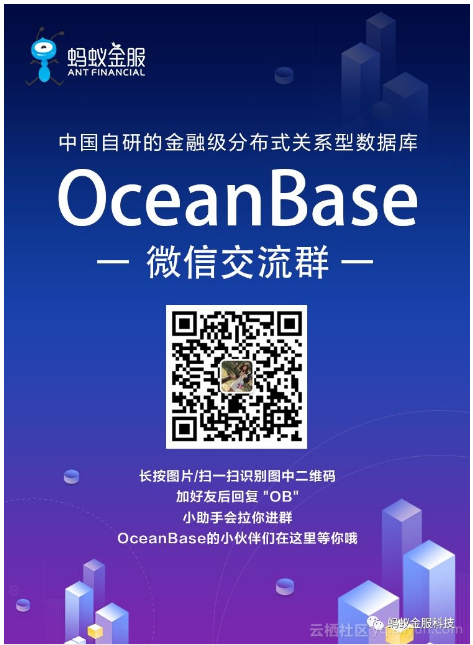 蚂蚁金服
ANT FINANCIAL
中国自研的金融级分布式关系型数据库
OceanBase
— 微信交流群 —
长按图片/扫一扫识别图中二维码
加好友后回复 "OB"
小助手会拉你进群
OceanBase的小伙伴们在这里等你哦
蚂蚁金服科技
云栖社区 yq.aliyun.com